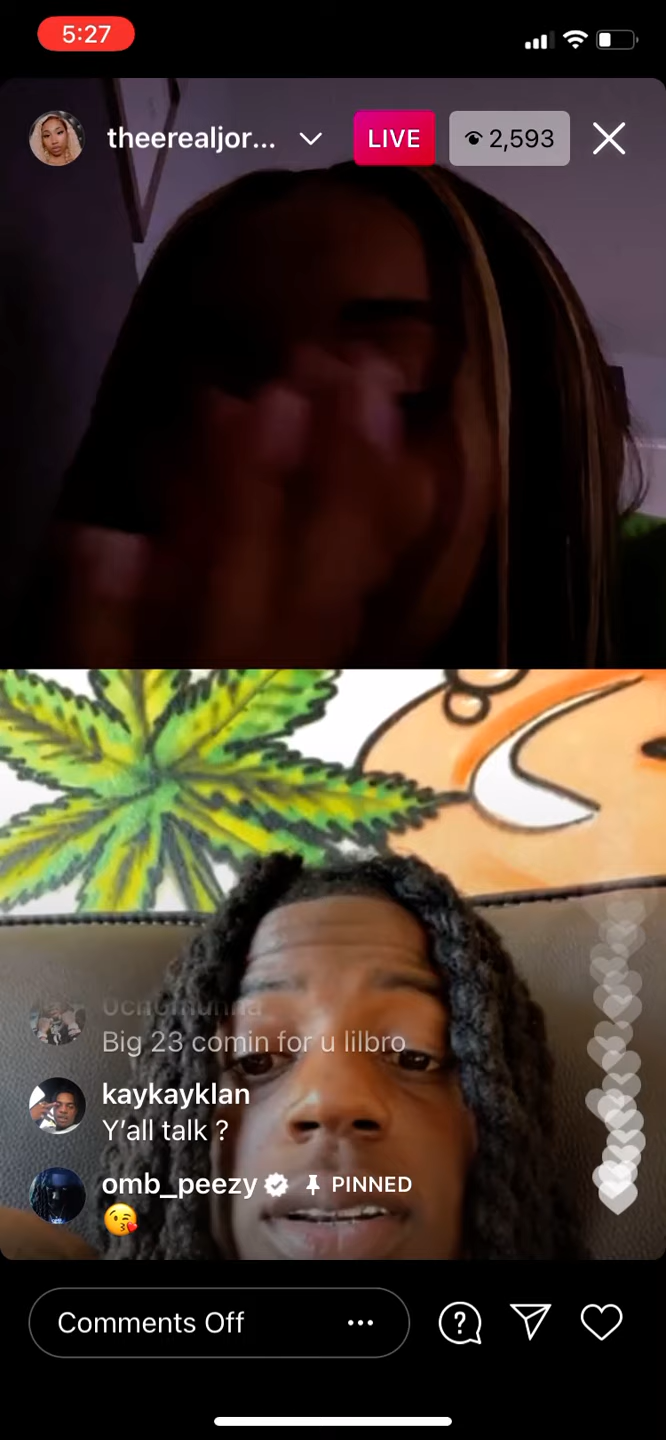 5:27
theerealjor...
LIVE
2,593
Big 23 comin for u lilbro
kaykayklan
Y'all talk ?
omb_peezy PINNED
😘
Comments Off